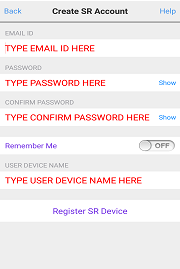 Back Create SR Account Help
EMAIL ID
TYPE EMAIL ID HERE
PASSWORD
TYPE PASSWORD HERE Show
CONFIRM PASSWORD
TYPE CONFIRM PASSWORD HERE Show
Remember Me OFF
USER DEVICE NAME
TYPE USER DEVICE NAME HERE
Register SR Device